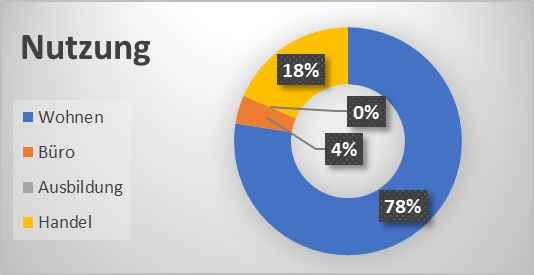 Nutzung
Wohnen
Büro
Ausbildung
Handel
18%
0%
4%
78%